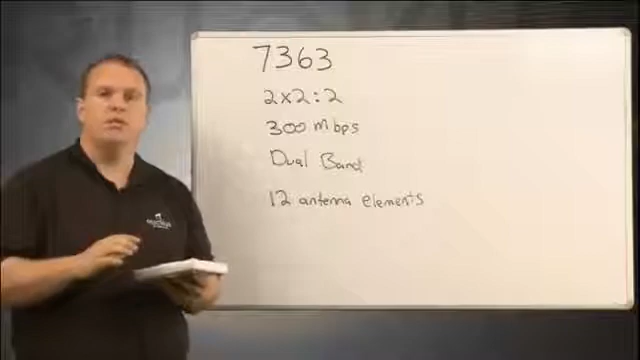 7363
2x2:2
300 mbps
Dual Band
12 antenna elements